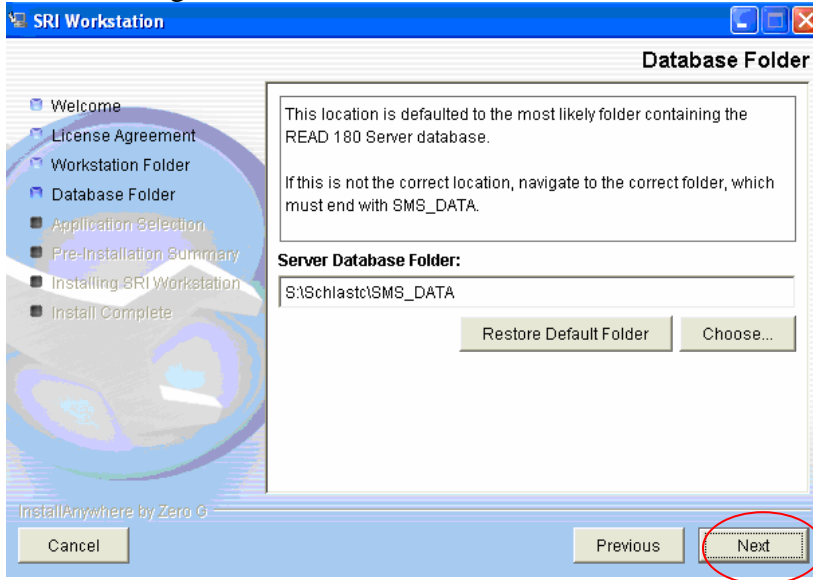 SRI Workstation
Database Folder
Welcome
License Agreement
Workstation Folder
Database Folder
Application Selection
Pre-Installation Summary
Installing SRI Workstation
Install Complete
This location is defaulted to the most likely folder containing the
READ 180 Server database.
If this is not the correct location, navigate to the correct folder, which
must end with SMS_DATA.
Server Database Folder:
S:\Schlastc\SMS_DATA
Restore Default Folder
Choose...
InstallAnywhere by Zero G
Cancel
Previous
Next